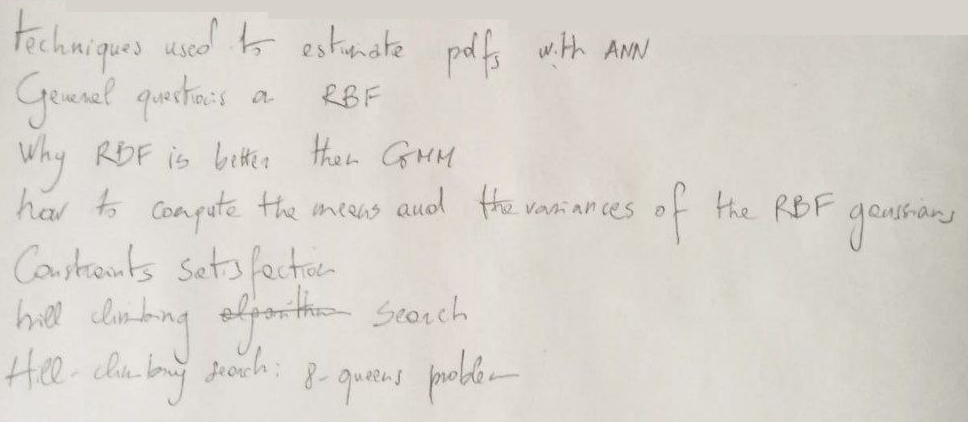 techniques used to estimate pdfs with ANN
General questions a RBF
Why RBF is better then GMM
how to compute the means and the variances of the RBF gaussians
Constraints satisfaction
hill climbing algorithm search
Hill-climbing search: 8-queens problem